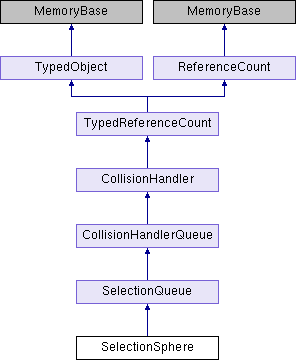 MemoryBase MemoryBase
TypedObject ReferenceCount
TypedReferenceCount
CollisionHandler
CollisionHandlerQueue
SelectionQueue
SelectionSphere